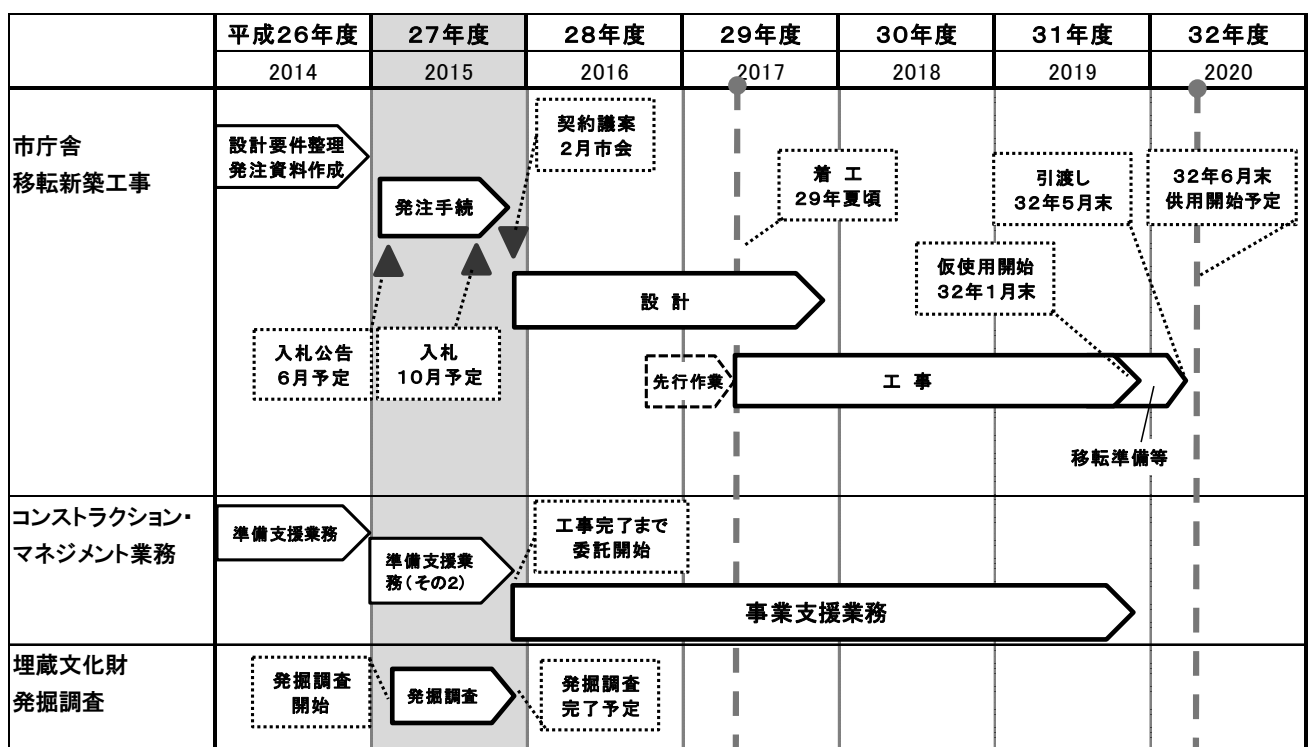 平成26年度 27年度 28年度 29年度 30年度 31年度 32年度
2014 2015 2016 2017 2018 2019 2020
市庁舎
移転新築工事
設計要件整理
発注資料作成
発注手続
契約議案
2月市会
着 工
29年夏頃
引渡し
32年5月末
32年6月末
供用開始予定
仮使用開始
32年1月末
設 計
入札公告
6月予定
入札
10月予定
先行作業
工 事
移転準備等
コンストラクション・
マネジメント業務
準備支援業務
準備支援業
務(その2)
工事完了まで
委託開始
事業支援業務
埋蔵文化財
発掘調査
発掘調査
開始
発掘調査
発掘調査
完了予定